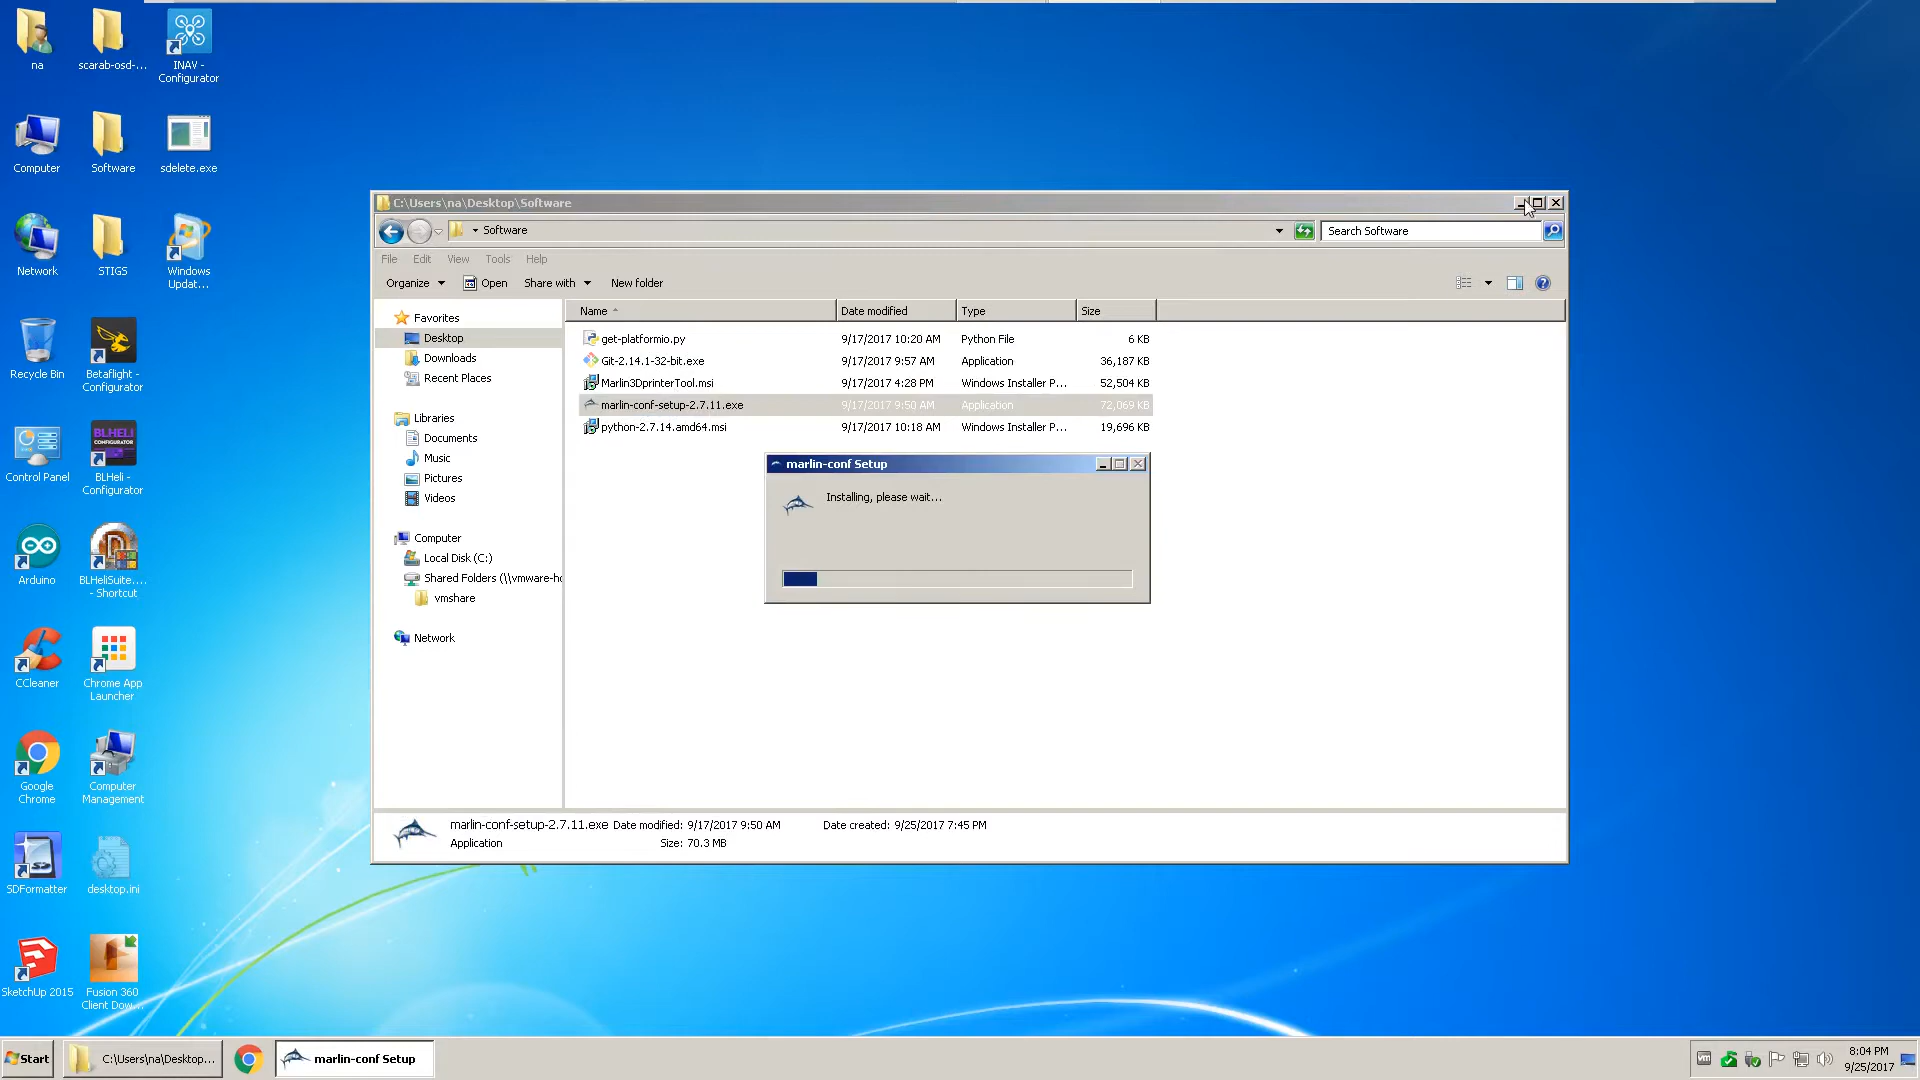 na
scarab-osd-...
INAV -
Configurator
Computer
Software
sdelete.exe
Network
STIGS
Windows
Updat...
Recycle Bin
Betaflight -
Configurator
Control Panel
BLHELI
CONFIGURATOR
BLHeli -
Configurator
Arduino
BLHeliSuite....
- Shortcut
CCleaner
Chrome App
Launcher
Google
Chrome
Computer
Management
SDFormatter
desktop.ini
SketchUp 2015
Fusion 360
Client Dow...
C:\Users\na\Desktop\Software
Software
Search Software
File Edit View Tools Help
Organize Open Share with New folder
Favorites
Desktop
Downloads
Recent Places
Libraries
Documents
Music
Pictures
Videos
Computer
Local Disk (C:)
Shared Folders (\\vmware-ho
vmshare
Network
Name Date modified Type Size
get-platformio.py 9/17/2017 10:20 AM Python File 6 KB
Git-2.14.1-32-bit.exe 9/17/2017 9:57 AM Application 36,187 KB
Marlin3DprinterTool.msi 9/17/2017 4:28 PM Windows Installer P... 52,504 KB
marlin-conf-setup-2.7.11.exe 9/17/2017 9:50 AM Application 72,069 KB
python-2.7.14.amd64.msi 9/17/2017 10:18 AM Windows Installer P... 19,696 KB
marlin-conf Setup
Installing, please wait...
marlin-conf-setup-2.7.11.exe Date modified: 9/17/2017 9:50 AM Date created: 9/25/2017 7:45 PM
Application Size: 70.3 MB
Start
C:\Users\na\Desktop...
marlin-conf Setup
vm
8:04 PM
9/25/2017